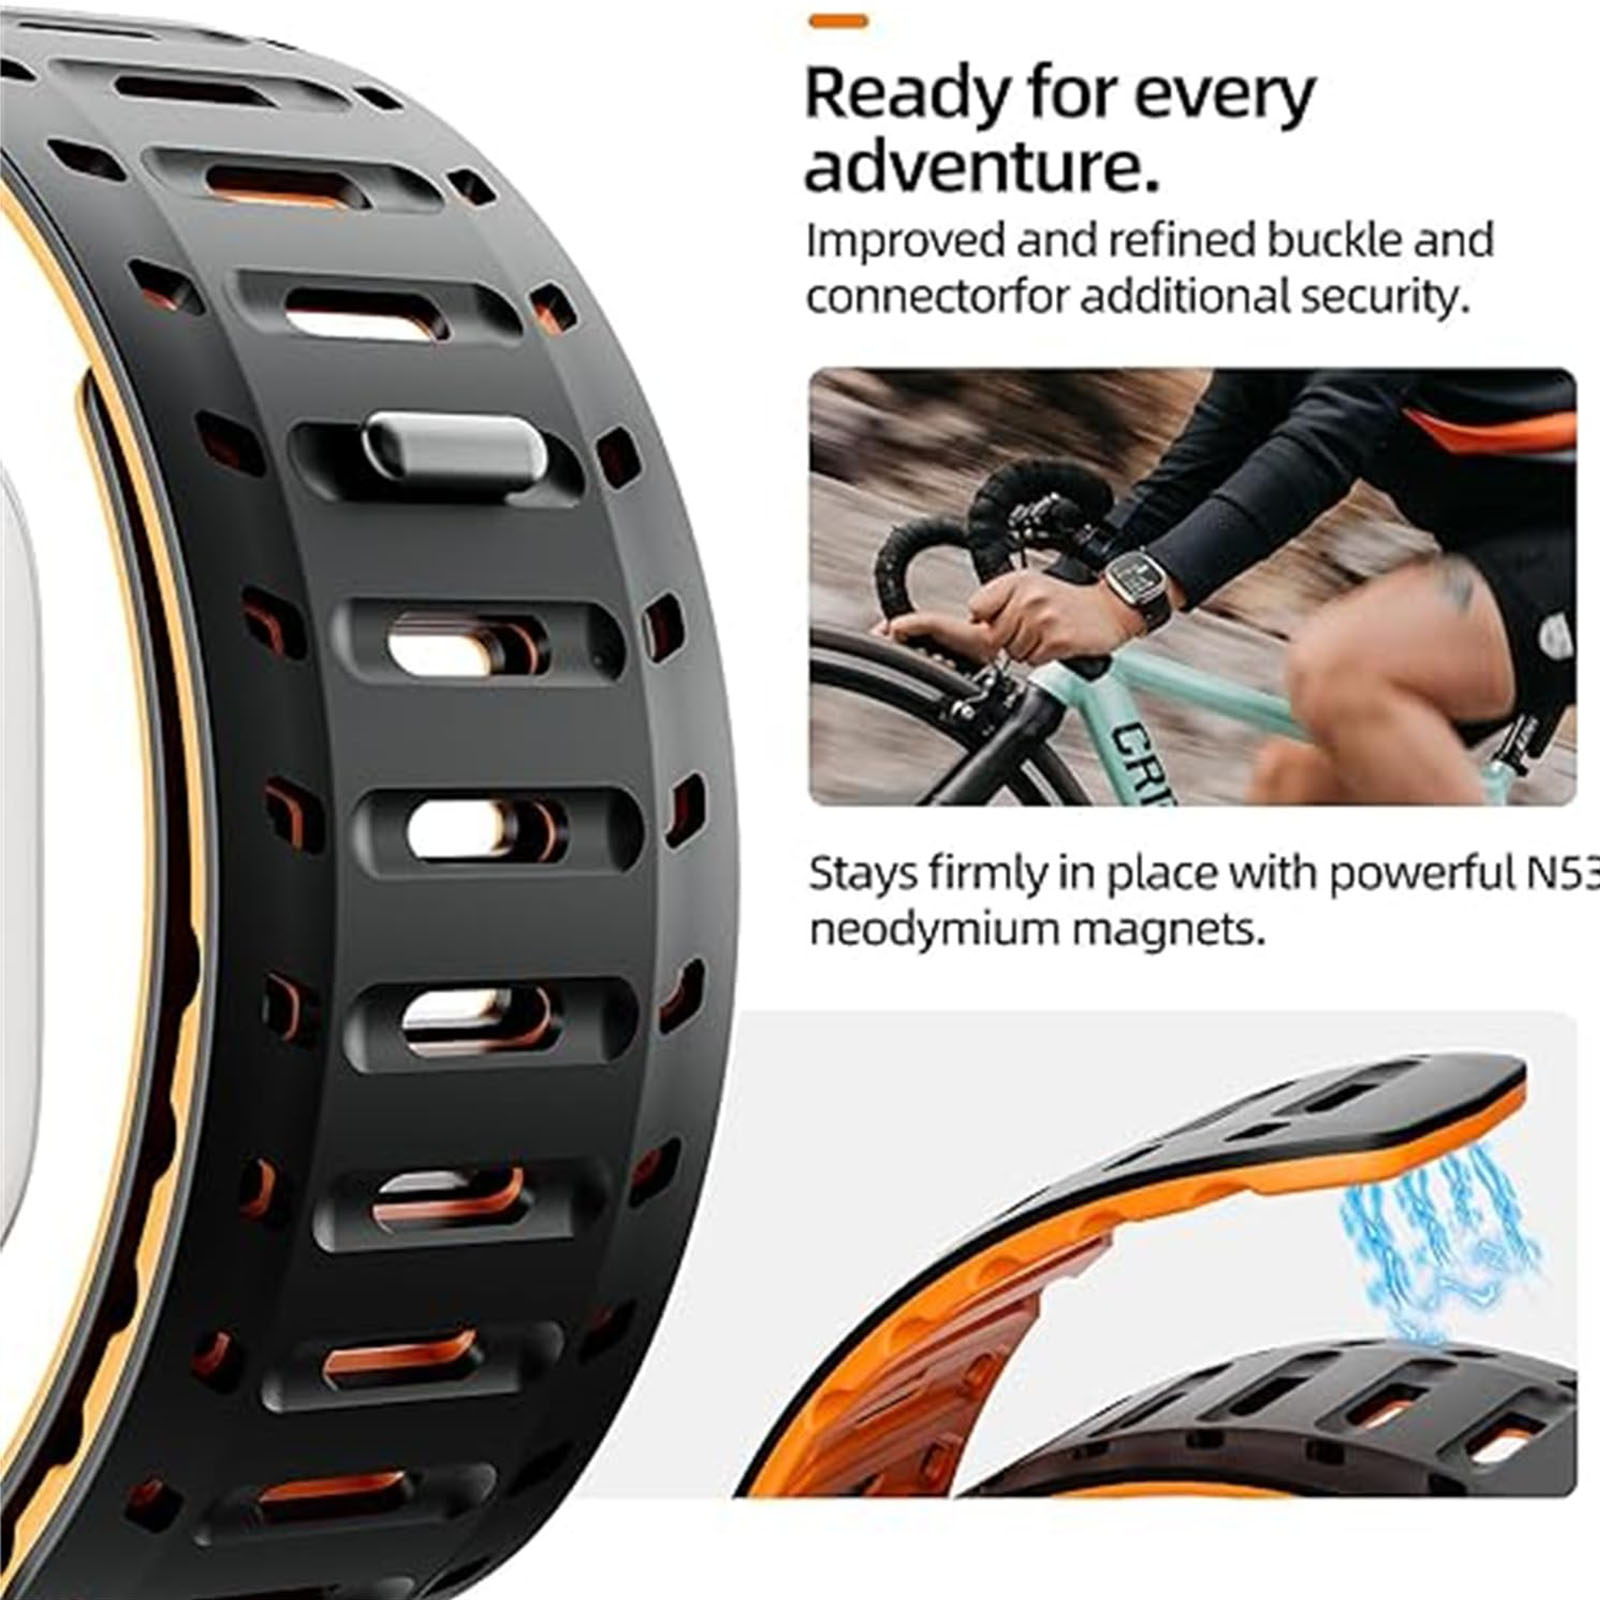 Ready for every
adventure.
Improved and refined buckle and
connectorfor additional security.
CRI
Stays firmly in place with powerful N53
neodymium magnets.